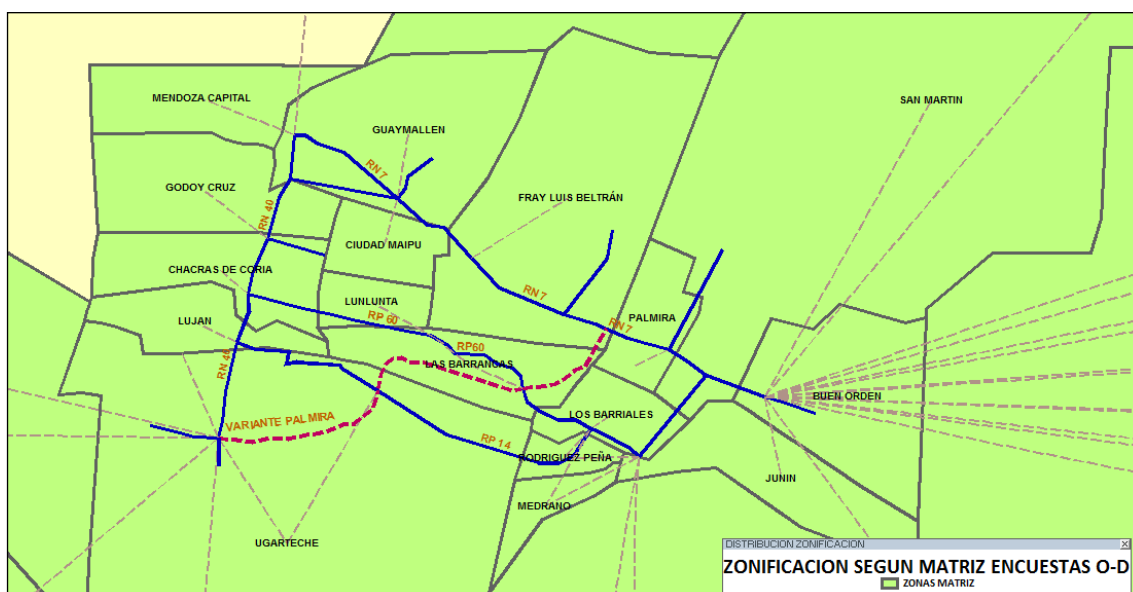 MENDOZA CAPITAL
SAN MARTIN
GUAYMALLEN
RN 7
GODOY CRUZ
FRAY LUIS BELTRÁN
RN 40
CIUDAD MAIPU
CHACRAS DE CORIA
RN 7
LUNLUNTA
RP 60
PALMIRA
RN 7
LUJAN
RP60
LAS BARRANCAS
RN 40
BUEN ORDEN
LOS BARRIALES
VARIANTE PALMIRA
RP 14
RODRIGUEZ PEÑA
JUNIN
MEDRANO
UGARTECHE
DISTRIBUCION ZONIFICACION
ZONIFICACION SEGUN MATRIZ ENCUESTAS O-D
ZONAS MATRIZ